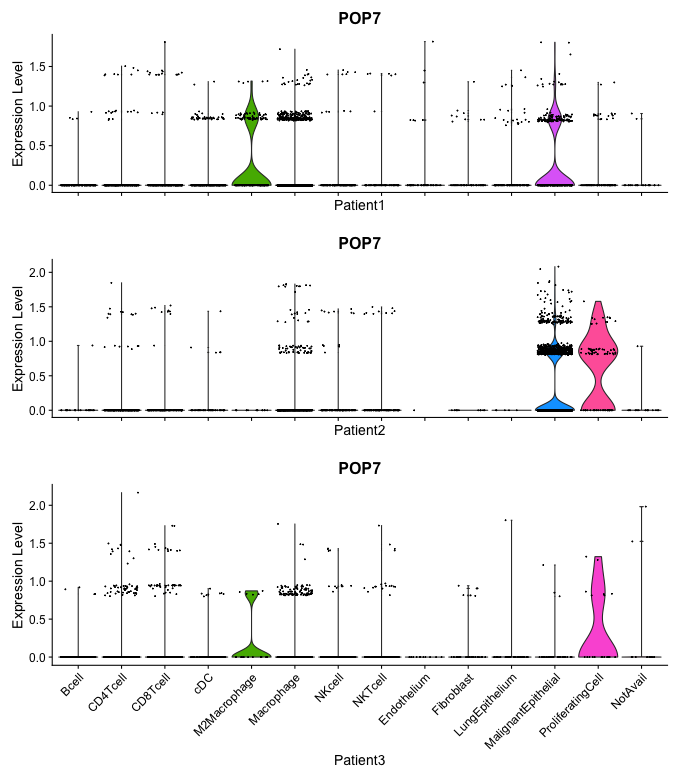 POP7
Expression Level
1.5
1.0
0.5
0.0
Patient1
POP7
Expression Level
2.0
1.5
1.0
0.5
0.0
Patient2
POP7
Expression Level
2.0
1.5
1.0
0.5
0.0
Bcell
CD4Tcell
CD8Tcell
cDC
M2Macrophage
Macrophage
NKcell
NKTcell
Endothelium
Fibroblast
LungEpithelium
MalignantEpithelial
ProliferatingCell
NotAvail
Patient3